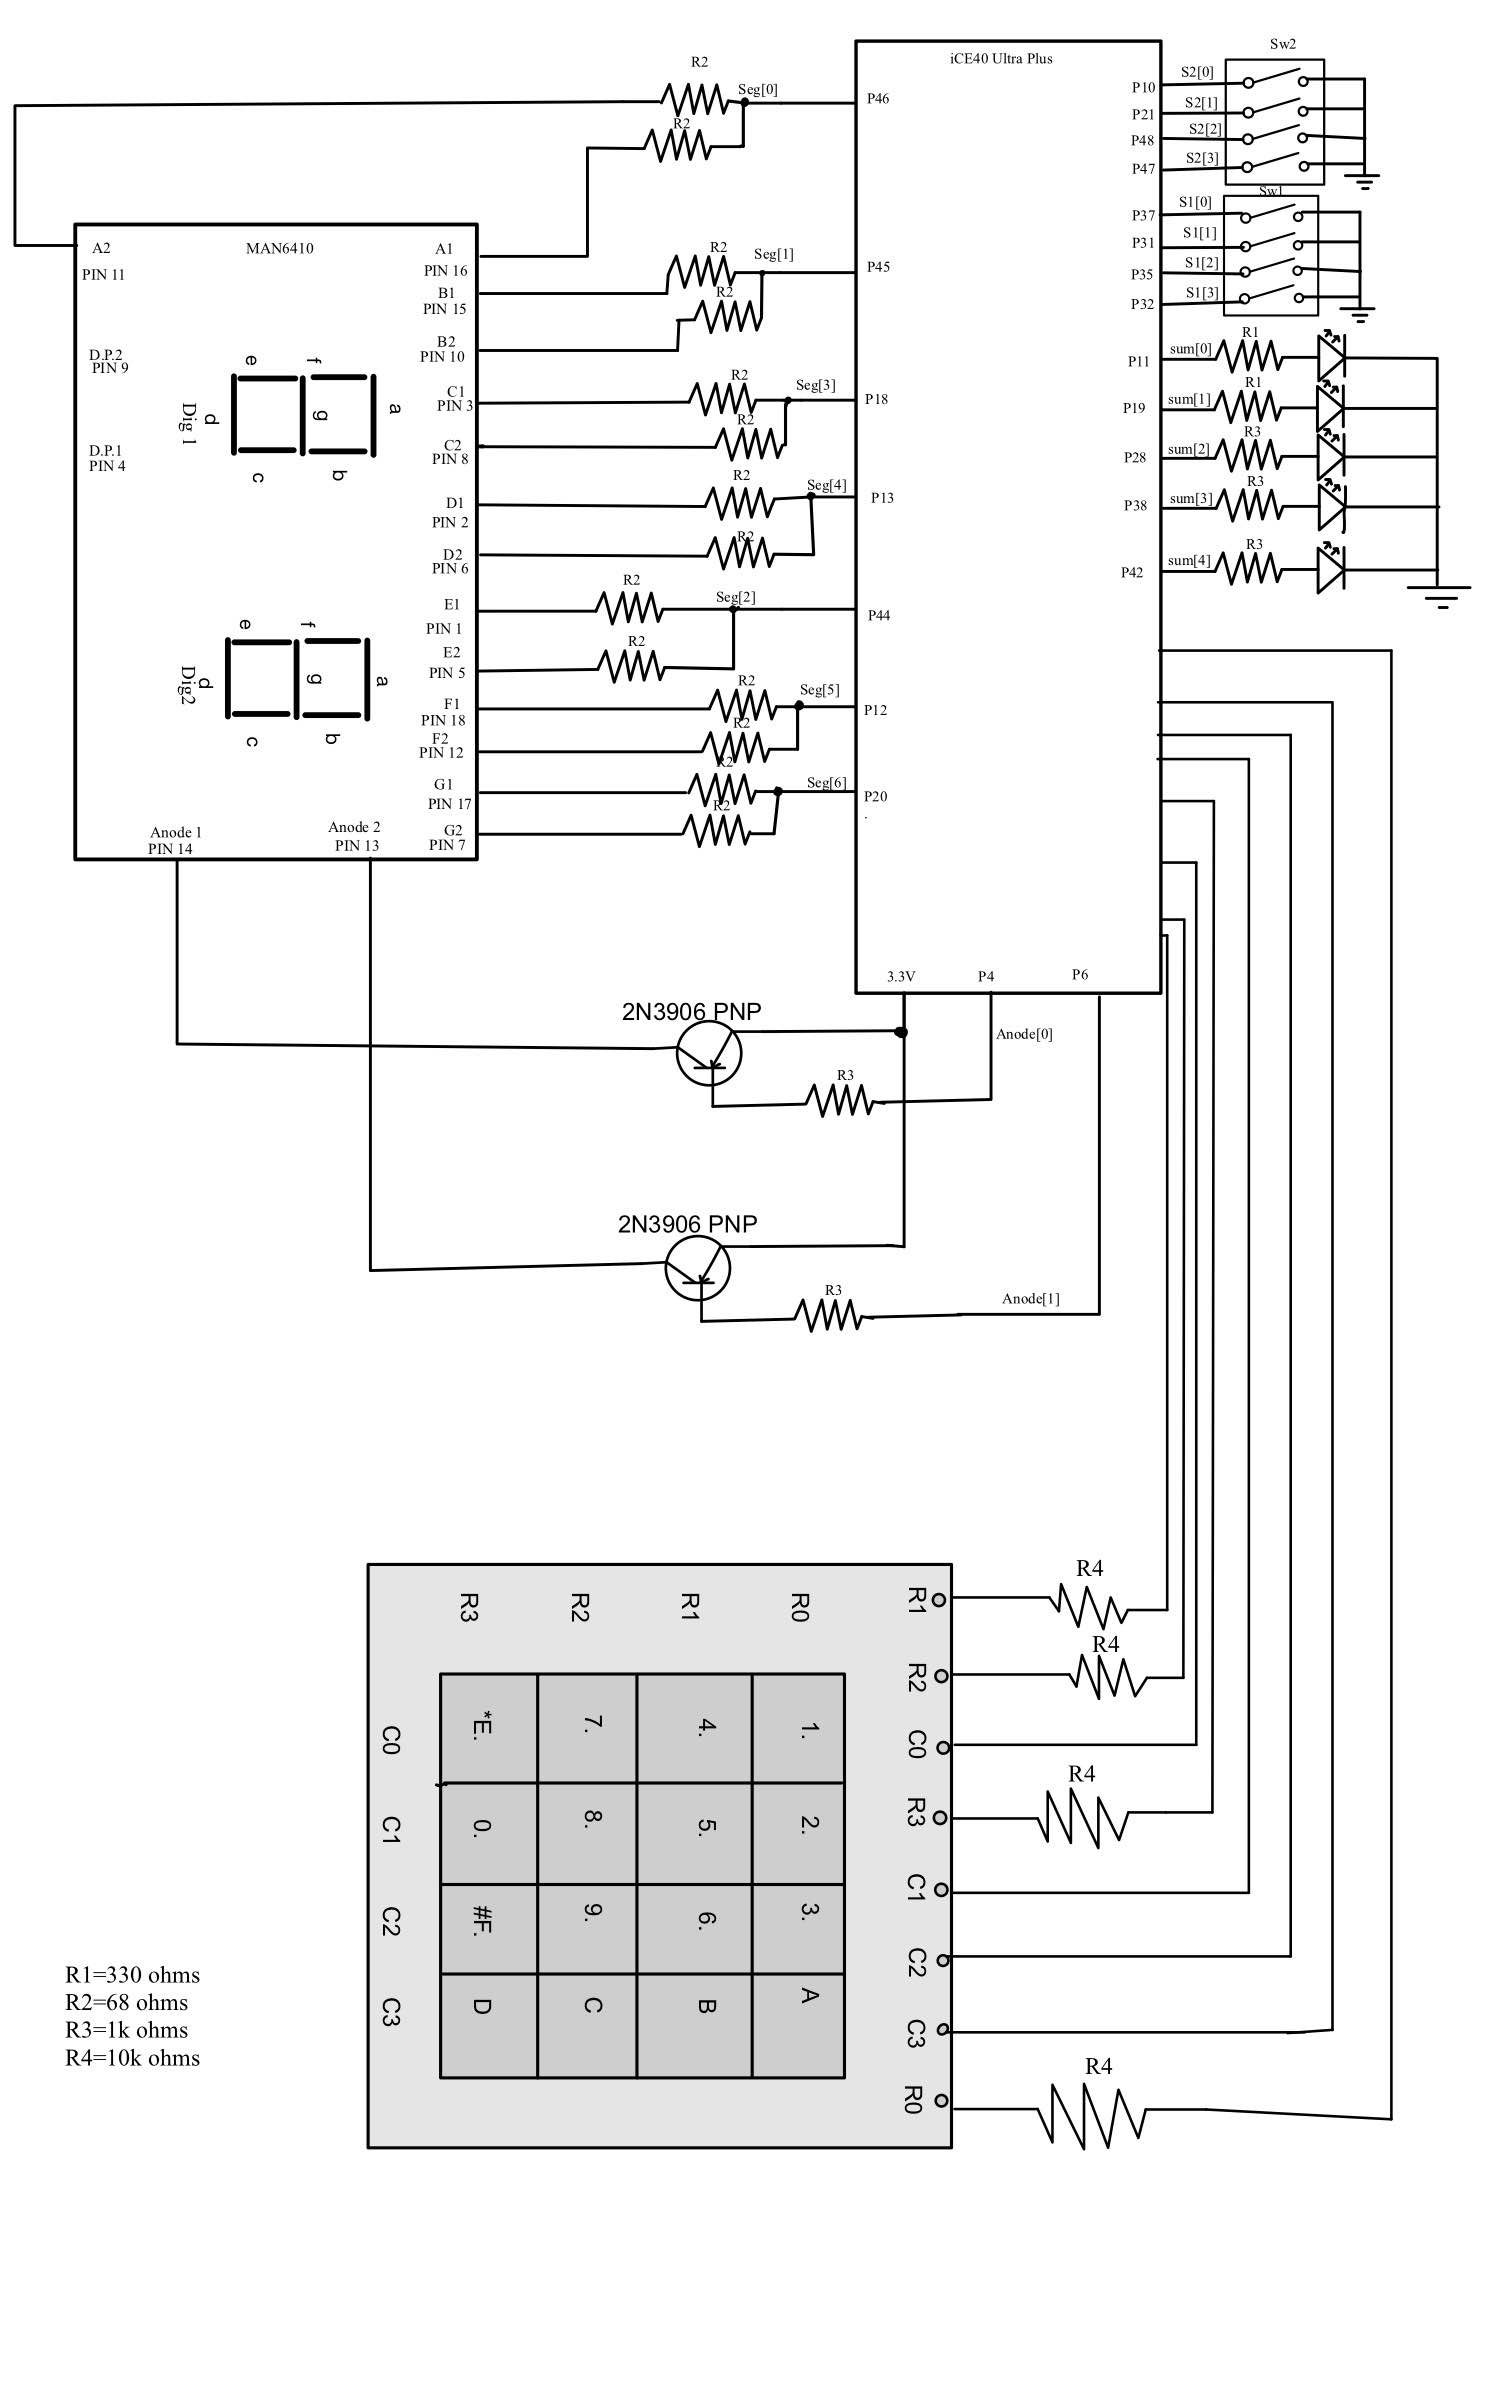 R2
Seg[0]
R2
iCE40 Ultra Plus
P46
P45
P18
P13
P44
P12
P20
.
3.3V
P4
P6
P10
P21
P48
P47
P37
P31
P35
P32
P11
P19
P28
P38
P42
Sw2
S2[0]
S2[1]
S2[2]
S2[3]
Sw1
S1[0]
S1[1]
S1[2]
S1[3]
sum[0]
R1
sum[1]
R1
sum[2]
R3
sum[3]
R3
sum[4]
R3
MAN6410
A2
PIN 11
D.P.2
PIN 9
D.P.1
PIN 4
A1
PIN 16
B1
PIN 15
B2
PIN 10
C1
PIN 3
C2
PIN 8
D1
PIN 2
D2
PIN 6
E1
PIN 1
E2
PIN 5
F1
PIN 18
F2
PIN 12
G1
PIN 17
G2
PIN 7
Anode 1
PIN 14
Anode 2
PIN 13
e
f
a
g
d
Dig 1
c
b
e
f
a
g
d
Dig2
c
b
R2
Seg[1]
R2
R2
Seg[3]
R2
R2
Seg[4]
R2
R2
Seg[2]
R2
R2
Seg[5]
R2
R2
Seg[6]
R2
2N3906 PNP
Anode[0]
R3
2N3906 PNP
R3
Anode[1]
R3
R2
R1
R0
R1
R2
C0
R3
C1
C2
C3
R0
C0
C1
C2
C3
*E.
7.
4.
1.
0.
8.
5.
2.
#F.
9.
6.
3.
D
C
B
A
R4
R4
R4
R4
R1=330 ohms
R2=68 ohms
R3=1k ohms
R4=10k ohms